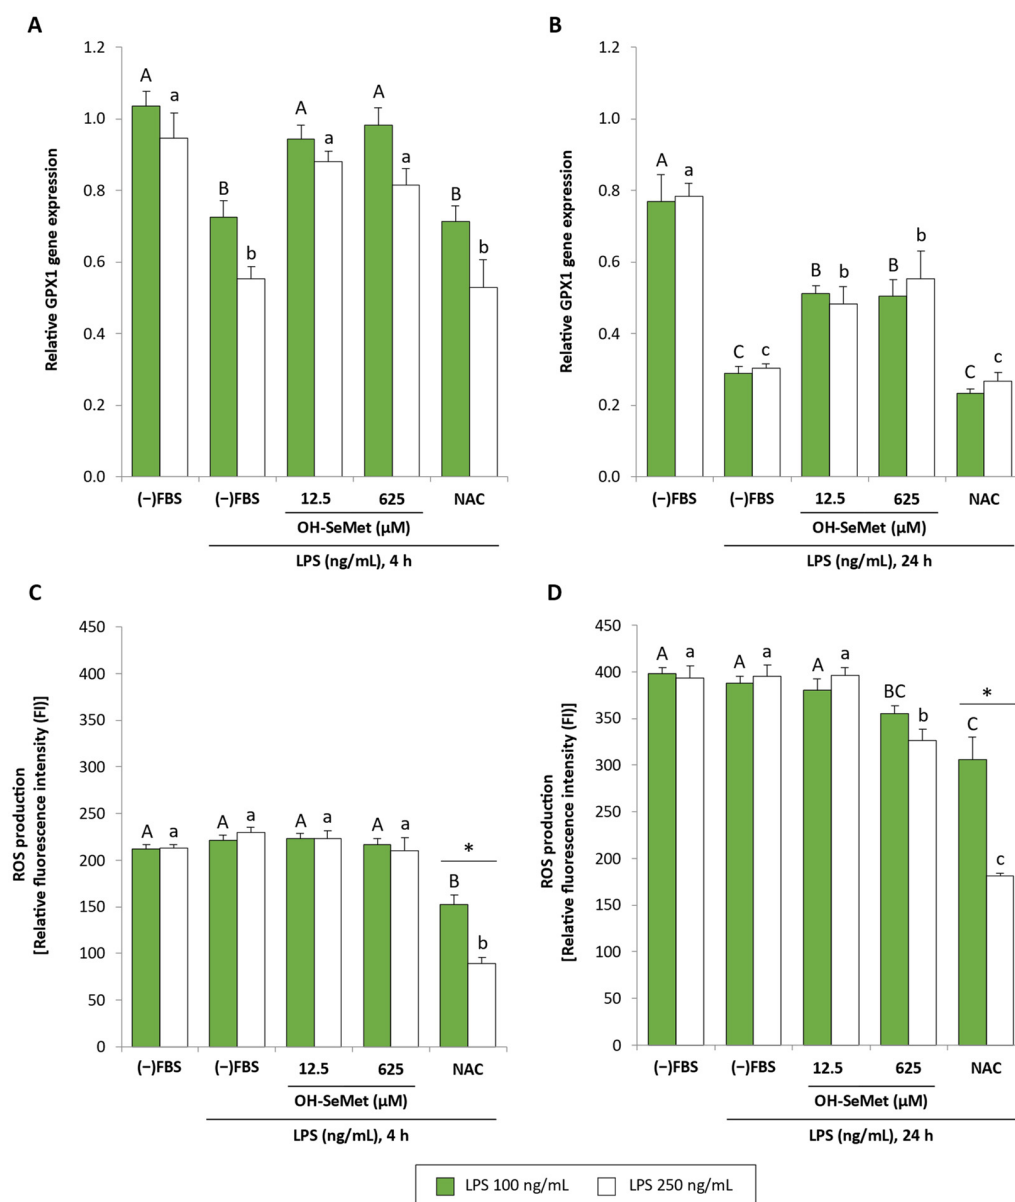 A
Relative GPX1 gene expression
1.2
1.0
0.8
0.6
0.4
0.2
0.0
A a
B b
A a
A a
B b
(−)FBS (−)FBS 12.5 625 NAC
OH-SeMet (μM)
LPS (ng/mL), 4 h
B
Relative GPX1 gene expression
1.2
1.0
0.8
0.6
0.4
0.2
0.0
A a
C c
B b
B b
C c
(−)FBS (−)FBS 12.5 625 NAC
OH-SeMet (μM)
LPS (ng/mL), 24 h
C
ROS production
[Relative fluorescence intensity (FI)]
450
400
350
300
250
200
150
100
50
0
A a
A a
A a
A a
*
B b
(−)FBS (−)FBS 12.5 625 NAC
OH-SeMet (μM)
LPS (ng/mL), 4 h
D
ROS production
[Relative fluorescence intensity (FI)]
450
400
350
300
250
200
150
100
50
0
A a
A a
A a
BC b
*
C c
(−)FBS (−)FBS 12.5 625 NAC
OH-SeMet (μM)
LPS (ng/mL), 24 h
LPS 100 ng/mL LPS 250 ng/mL